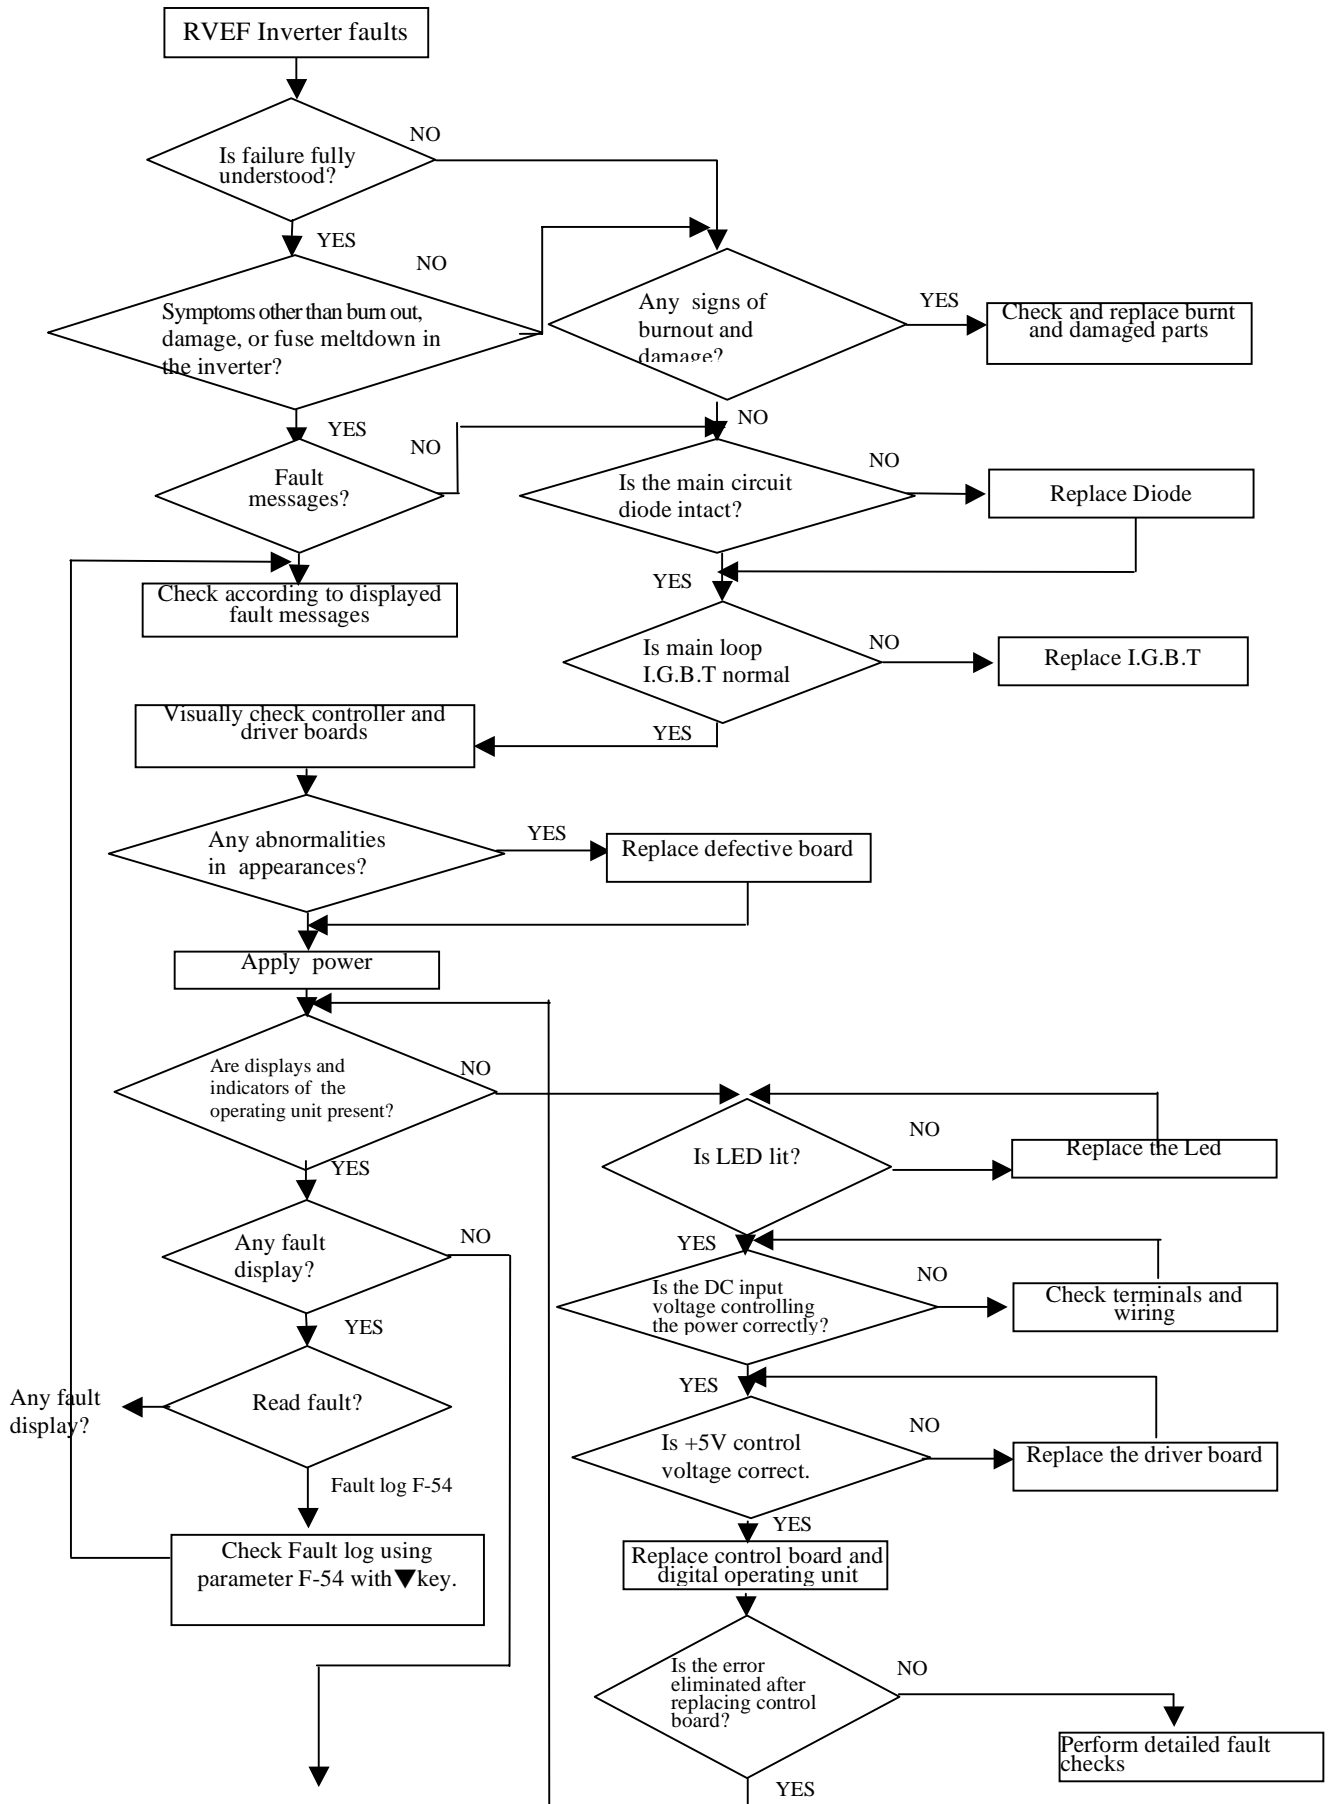 RVEF Inverter faults
NO
Is failure fully
understood?
YES
NO
Symptoms other than burn out,
damage, or fuse meltdown in
the inverter?
Any signs of
burnout and
damage?
YES
Check and replace burnt
and damaged parts
YES
NO
NO
Fault
messages?
Is the main circuit
diode intact?
NO
Replace Diode
YES
Check according to displayed
fault messages
Is main loop
I.G.B.T normal
NO
Replace I.G.B.T
Visually check controller and
driver boards
YES
Any abnormalities
in appearances?
YES
Replace defective board
Apply power
Are displays and
indicators of the
operating unit present?
NO
YES
Is LED lit?
NO
Replace the Led
Any fault
display?
NO
YES
Is the DC input
voltage controlling
the power correctly?
NO
Check terminals and
wiring
YES
Any fault
display?
Read fault?
YES
Is +5V control
voltage correct.
NO
Replace the driver board
Fault log F-54
YES
Check Fault log using
parameter F-54 with▼key.
Replace control board and
digital operating unit
Is the error
eliminated after
replacing control
board?
NO
Perform detailed fault
checks
YES